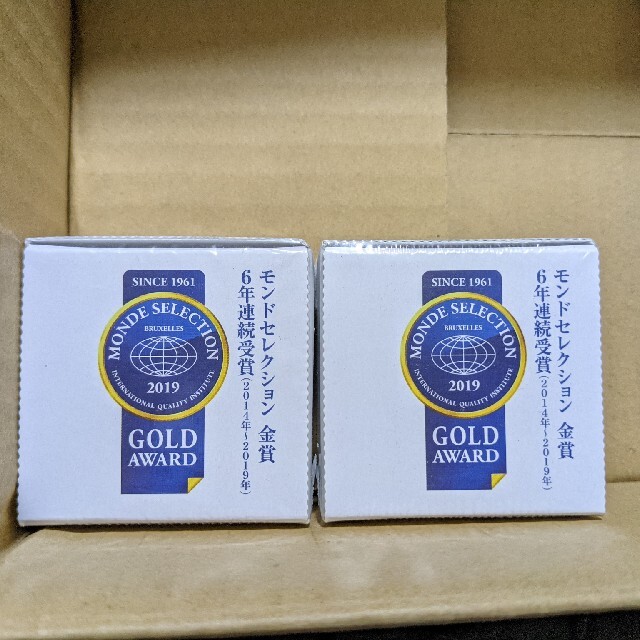 SINCE 1961
MONDE SELECTION
BRUXELLES
2019
INTERNATIONAL QUALITY INSTITUTE
GOLD
AWARD
モンドセレクション 金賞
6年連続受賞(2014年~2019年)
SINCE 1961
MONDE SELECTION
BRUXELLES
2019
INTERNATIONAL QUALITY INSTITUTE
GOLD
AWARD
モンドセレクション 金賞
6年連続受賞(2014年~2019年)